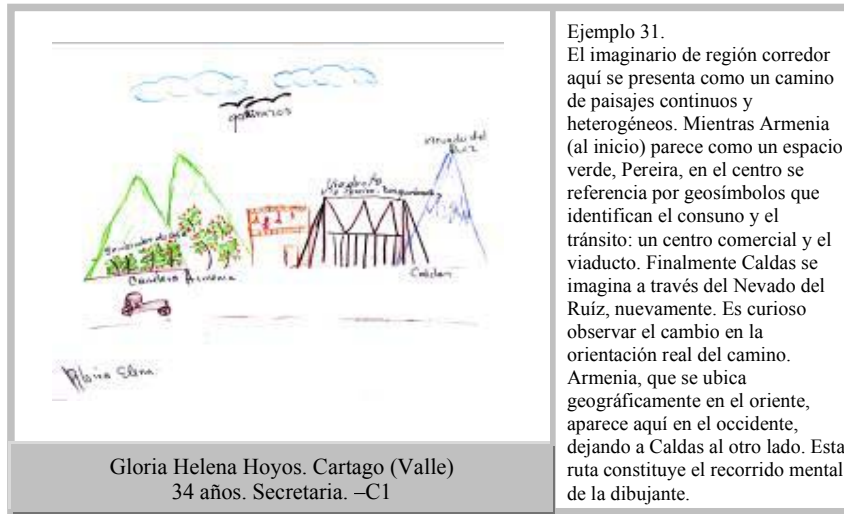 gallinazos
Nevado del
Ruiz
Viaducto
Armenia
Caldas
Gloria Helena Hoyos. Cartago (Valle)
34 años. Secretaria. –C1
Ejemplo 31.
El imaginario de región corredor
aquí se presenta como un camino
de paisajes continuos y
heterogéneos. Mientras Armenia
(al inicio) parece como un espacio
verde, Pereira, en el centro se
referencia por geosímbolos que
identifican el consuno y el
tránsito: un centro comercial y el
viaducto. Finalmente Caldas se
imagina a través del Nevado del
Ruíz, nuevamente. Es curioso
observar el cambio en la
orientación real del camino.
Armenia, que se ubica
geográficamente en el oriente,
aparece aquí en el occidente,
dejando a Caldas al otro lado. Esta
ruta constituye el recorrido mental
de la dibujante.